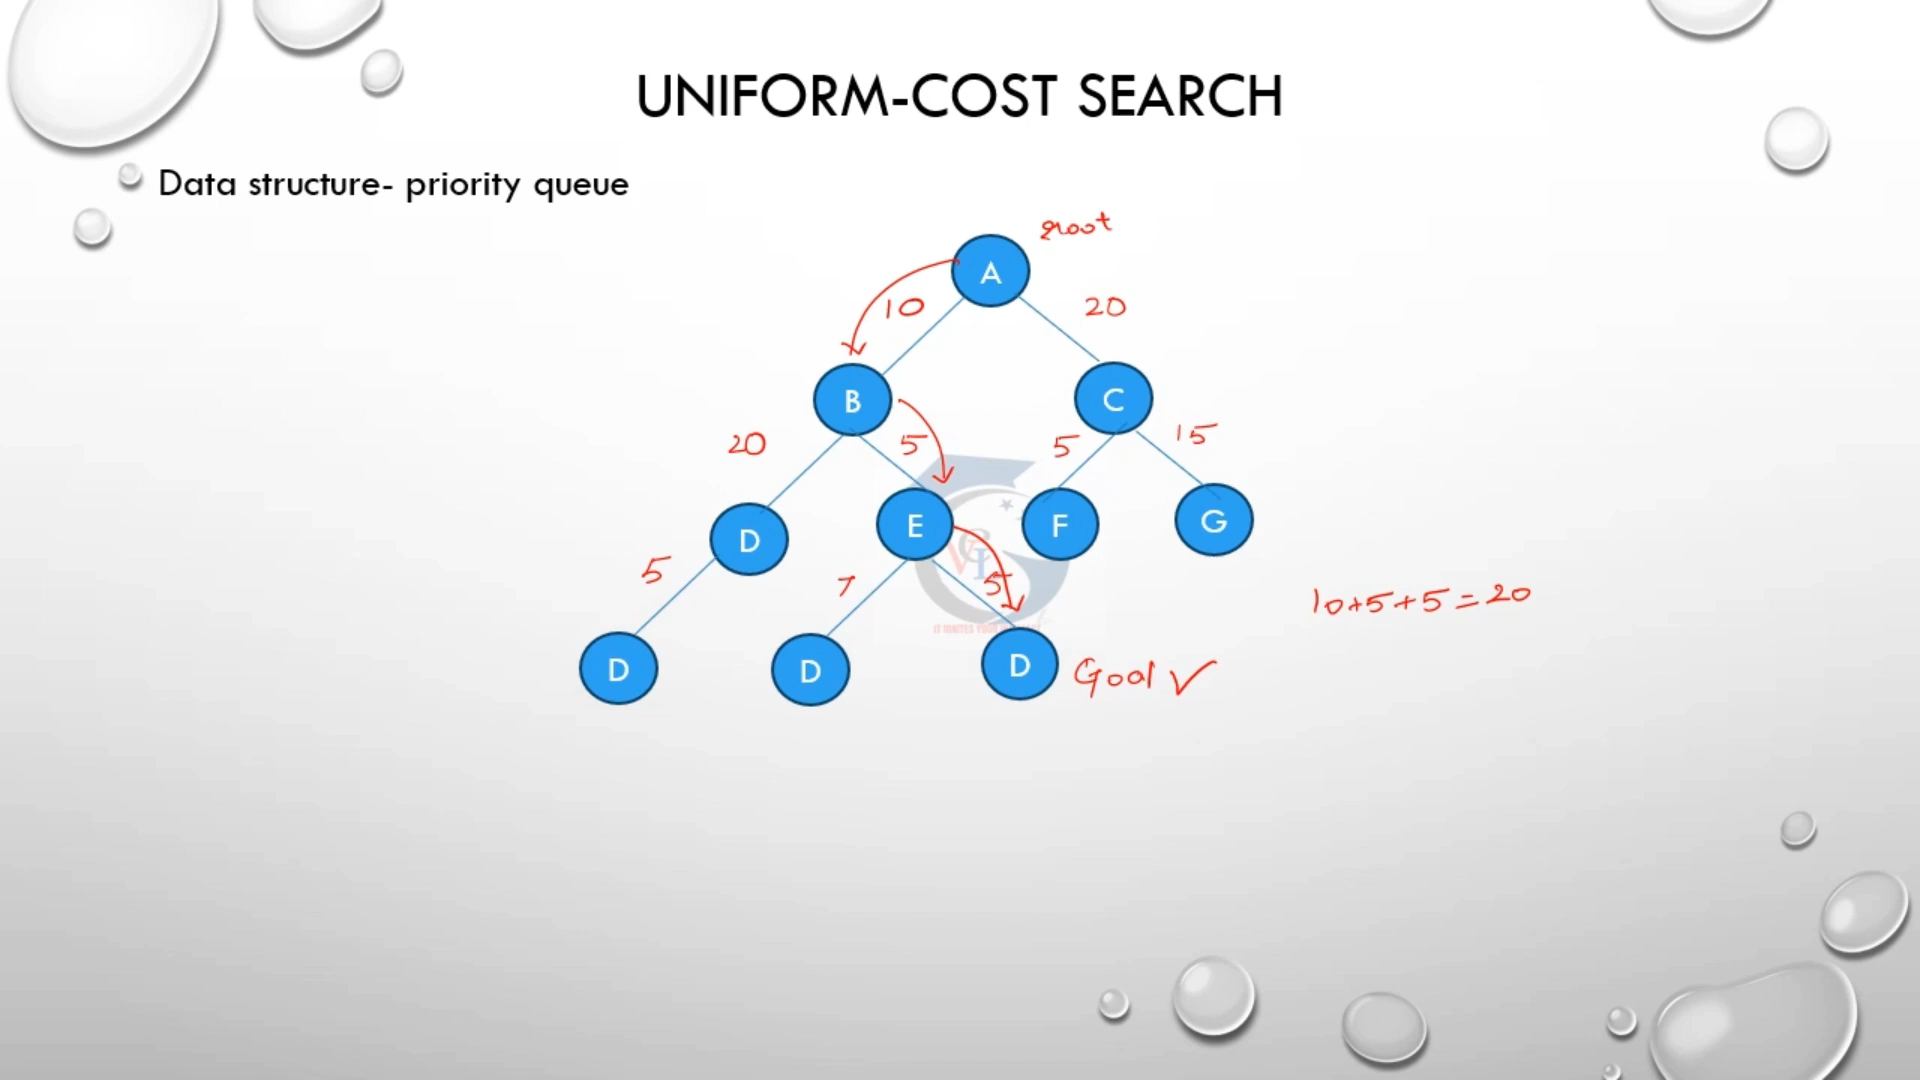 UNIFORM-COST SEARCH
Data structure- priority queue
root
A
10
20
B
C
20
5
5
15
D
E
F
G
VCI
5
7
5
10+5+5=20
D
D
D
Goal ✓